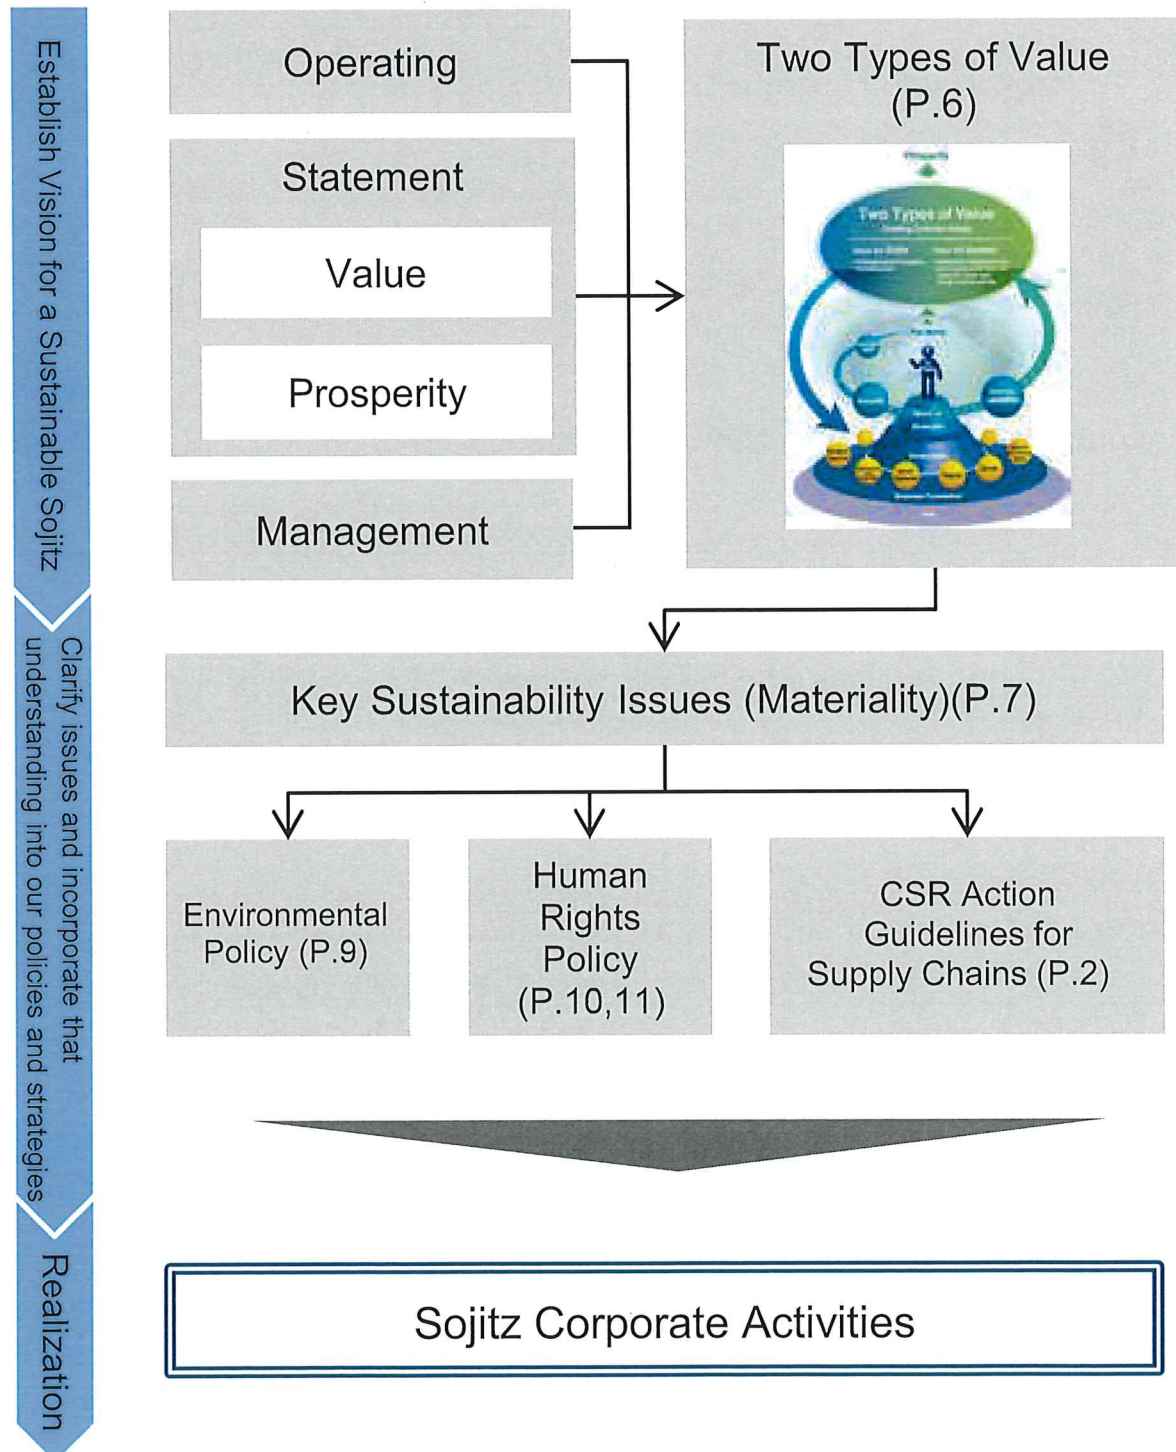 Establish Vision for a Sustainable Sojitz
Operating
Statement
Value
Prosperity
Management
Two Types of Value
(P.6)
Two Types of Value
Key Sustainability Issues (Materiality)(P.7)
Clarify issues and incorporate that
understanding into our policies and strategies
Environmental
Policy (P.9)
Human
Rights
Policy
(P.10,11)
CSR Action
Guidelines for
Supply Chains (P.2)
Realization
Sojitz Corporate Activities